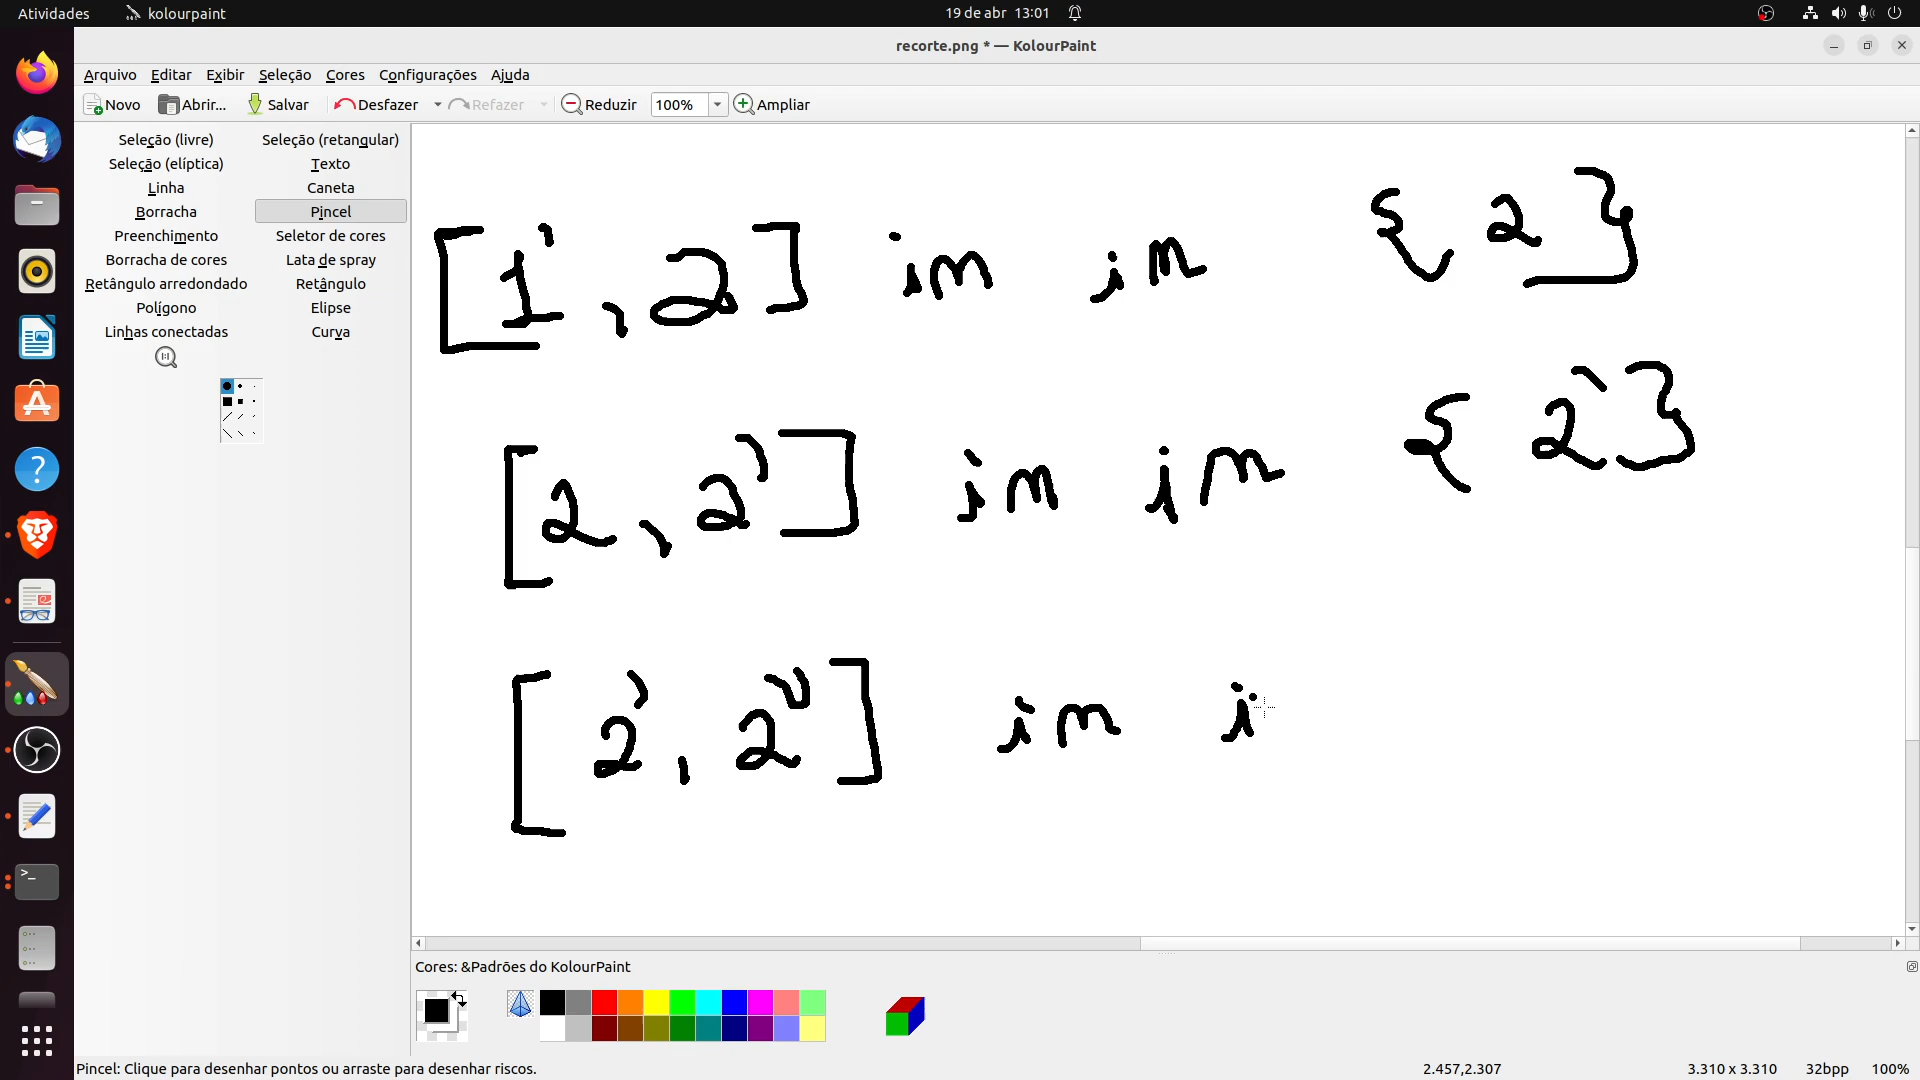 Atividades kolourpaint 19 de abr 13:01
recorte.png * — KolourPaint
Arquivo Editar Exibir Seleção Cores Configurações Ajuda
Novo Abrir... Salvar Desfazer Refazer Reduzir 100% Ampliar
Seleção (livre) Seleção (retangular)
Seleção (elíptica) Texto
Linha Caneta
Borracha Pincel
Preenchimento Seletor de cores
Borracha de cores Lata de spray
Retângulo arredondado Retângulo
Polígono Elipse
Linhas conectadas Curva
[1', 2] im im {2}
[2, 2'] im im {2'}
[2', 2''] im i
Cores: &Padrões do KolourPaint
Pincel: Clique para desenhar pontos ou arraste para desenhar riscos. 2.457,2.307 3.310 x 3.310 32bpp 100%